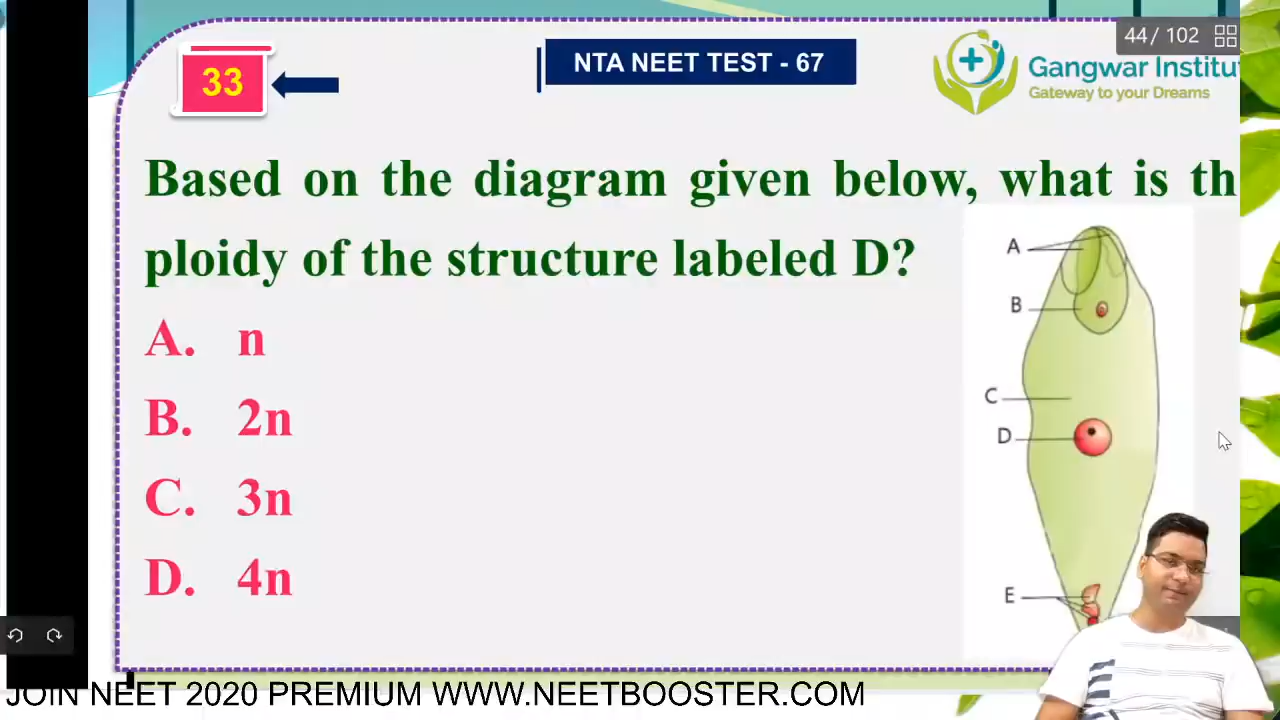 44 / 102
33
NTA NEET TEST - 67
Gangwar Institu
Gateway to your Dreams
Based on the diagram given below, what is th
ploidy of the structure labeled D?
A. n
B. 2n
C. 3n
D. 4n
A
B
C
D
E
JOIN NEET 2020 PREMIUM WWW.NEETBOOSTER.COM